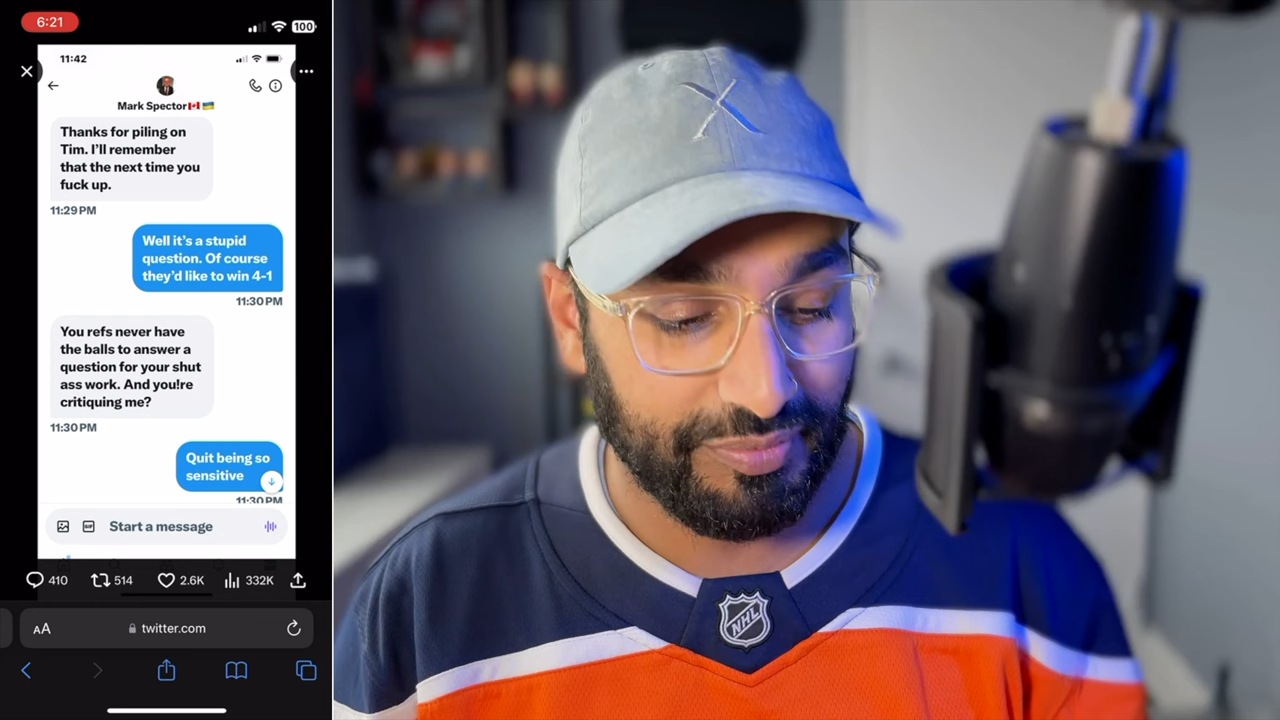 6:21
100
11:42
Mark Spector🇨🇦 🇺🇦
Thanks for piling on
Tim. I'll remember
that the next time you
fuck up.
11:29 PM
Well it's a stupid
question. Of course
they'd like to win 4-1
11:30 PM
You refs never have
the balls to answer a
question for your shut
ass work. And you!re
critiquing me?
11:30 PM
Quit being so
sensitive
11:30 PM
GIF
Start a message
410
514
2.6K
332K
AA
twitter.com
X
NHL